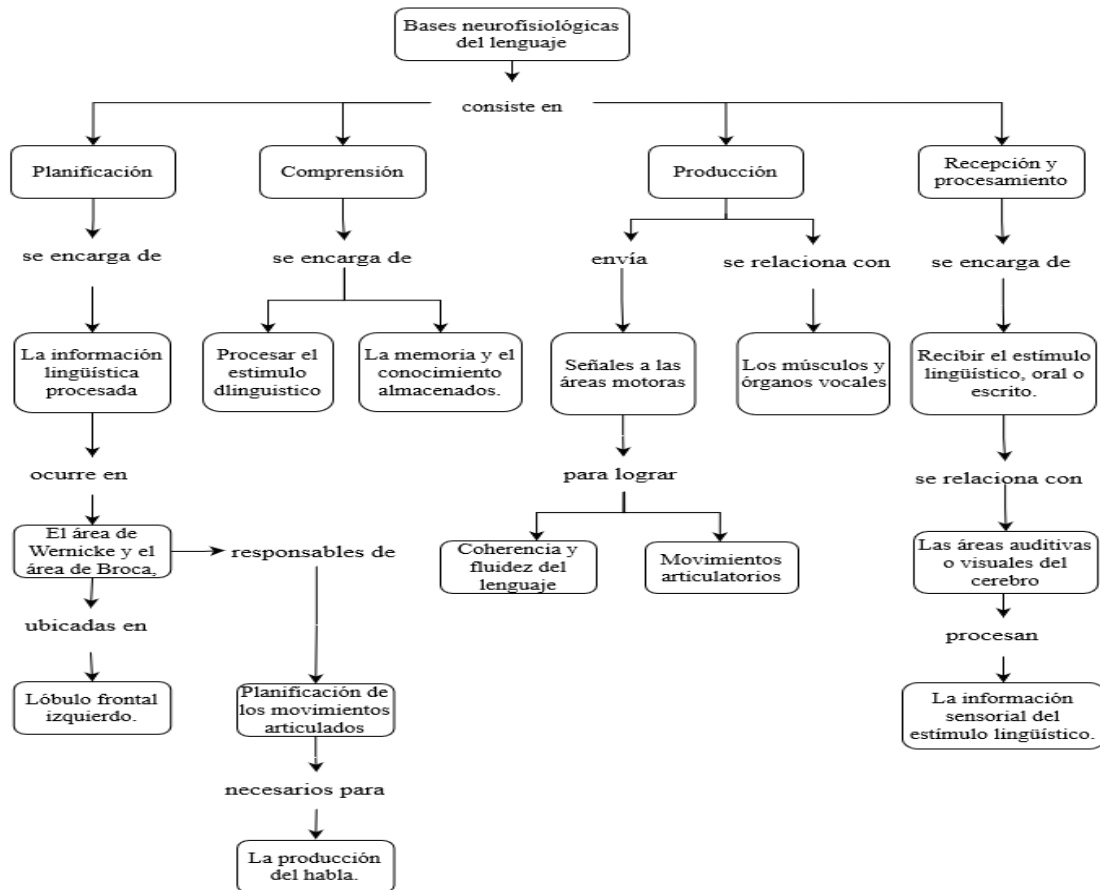 Bases neurofisiológicas
del lenguaje
consiste en
Planificación
Comprensión
Producción
Recepción y
procesamiento
se encarga de
se encarga de
envía
se relaciona con
se encarga de
La información
lingüística
procesada
Procesar el
estimulo
dlinguistico
La memoria y el
conocimiento
almacenados.
Señales a las
áreas motoras
Los músculos y
órganos vocales
Recibir el estímulo
lingüístico, oral o
escrito.
ocurre en
para lograr
se relaciona con
El área de
Wernicke y el
área de Broca,
responsables de
Coherencia y
fluidez del
lenguaje
Movimientos
articulatorios
Las áreas auditivas
o visuales del
cerebro
ubicadas en
procesan
Lóbulo frontal
izquierdo.
Planificación de
los movimientos
articulados
La información
sensorial del
estímulo lingüístico.
necesarios para
La producción
del habla.